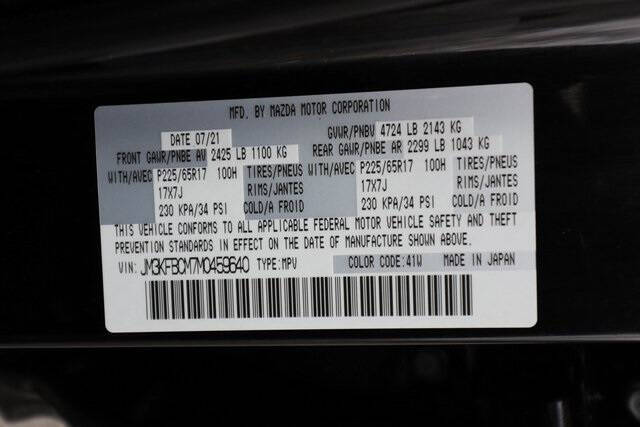 MFD. BY MAZDA MOTOR CORPORATION
DATE 07/21 GVWR/PNBV 4724 LB 2143 KG
FRONT GAWR/PNBE AV 2425 LB 1100 KG REAR GAWR/PNBE AR 2299 LB 1043 KG
WITH/AVEC P225/65R17 100H TIRES/PNEUS WITH/AVEC P225/65R17 100H TIRES/PNEUS
17X7J RIMS/JANTES 17X7J RIMS/JANTES
230 KPA/34 PSI COLD/A FROID 230 KPA/34 PSI COLD/A FROID
THIS VEHICLE CONFORMS TO ALL APPLICABLE FEDERAL MOTOR VEHICLE SAFETY AND THEFT
PREVENTION STANDARDS IN EFFECT ON THE DATE OF MANUFACTURE SHOWN ABOVE.
VIN: JM3KFBCM7M0459640 TYPE:MPV COLOR CODE:41W MADE IN JAPAN